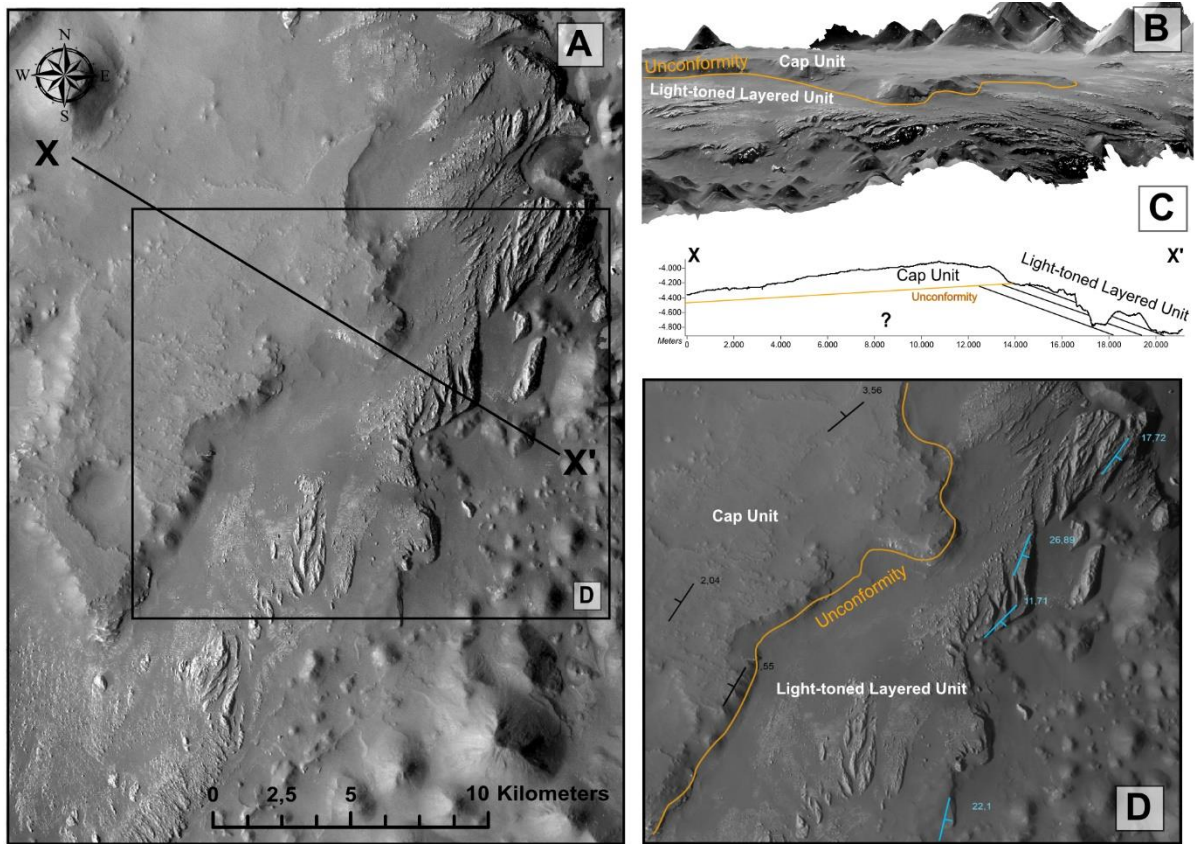 A
N
W E
S
X
X'
D
0 2,5 5 10 Kilometers
B
Unconformity
Cap Unit
Light-toned Layered Unit
C
X
X'
-4.000
-4.200
-4.400
-4.600
-4.800
Meters
0 2.000 4.000 6.000 8.000 10.000 12.000 14.000 16.000 18.000 20.000
Cap Unit
Unconformity
?
Light-toned Layered Unit
3,56
17,72
Cap Unit
26,89
2,04
Unconformity
11,71
,55
Light-toned Layered Unit
22,1
D